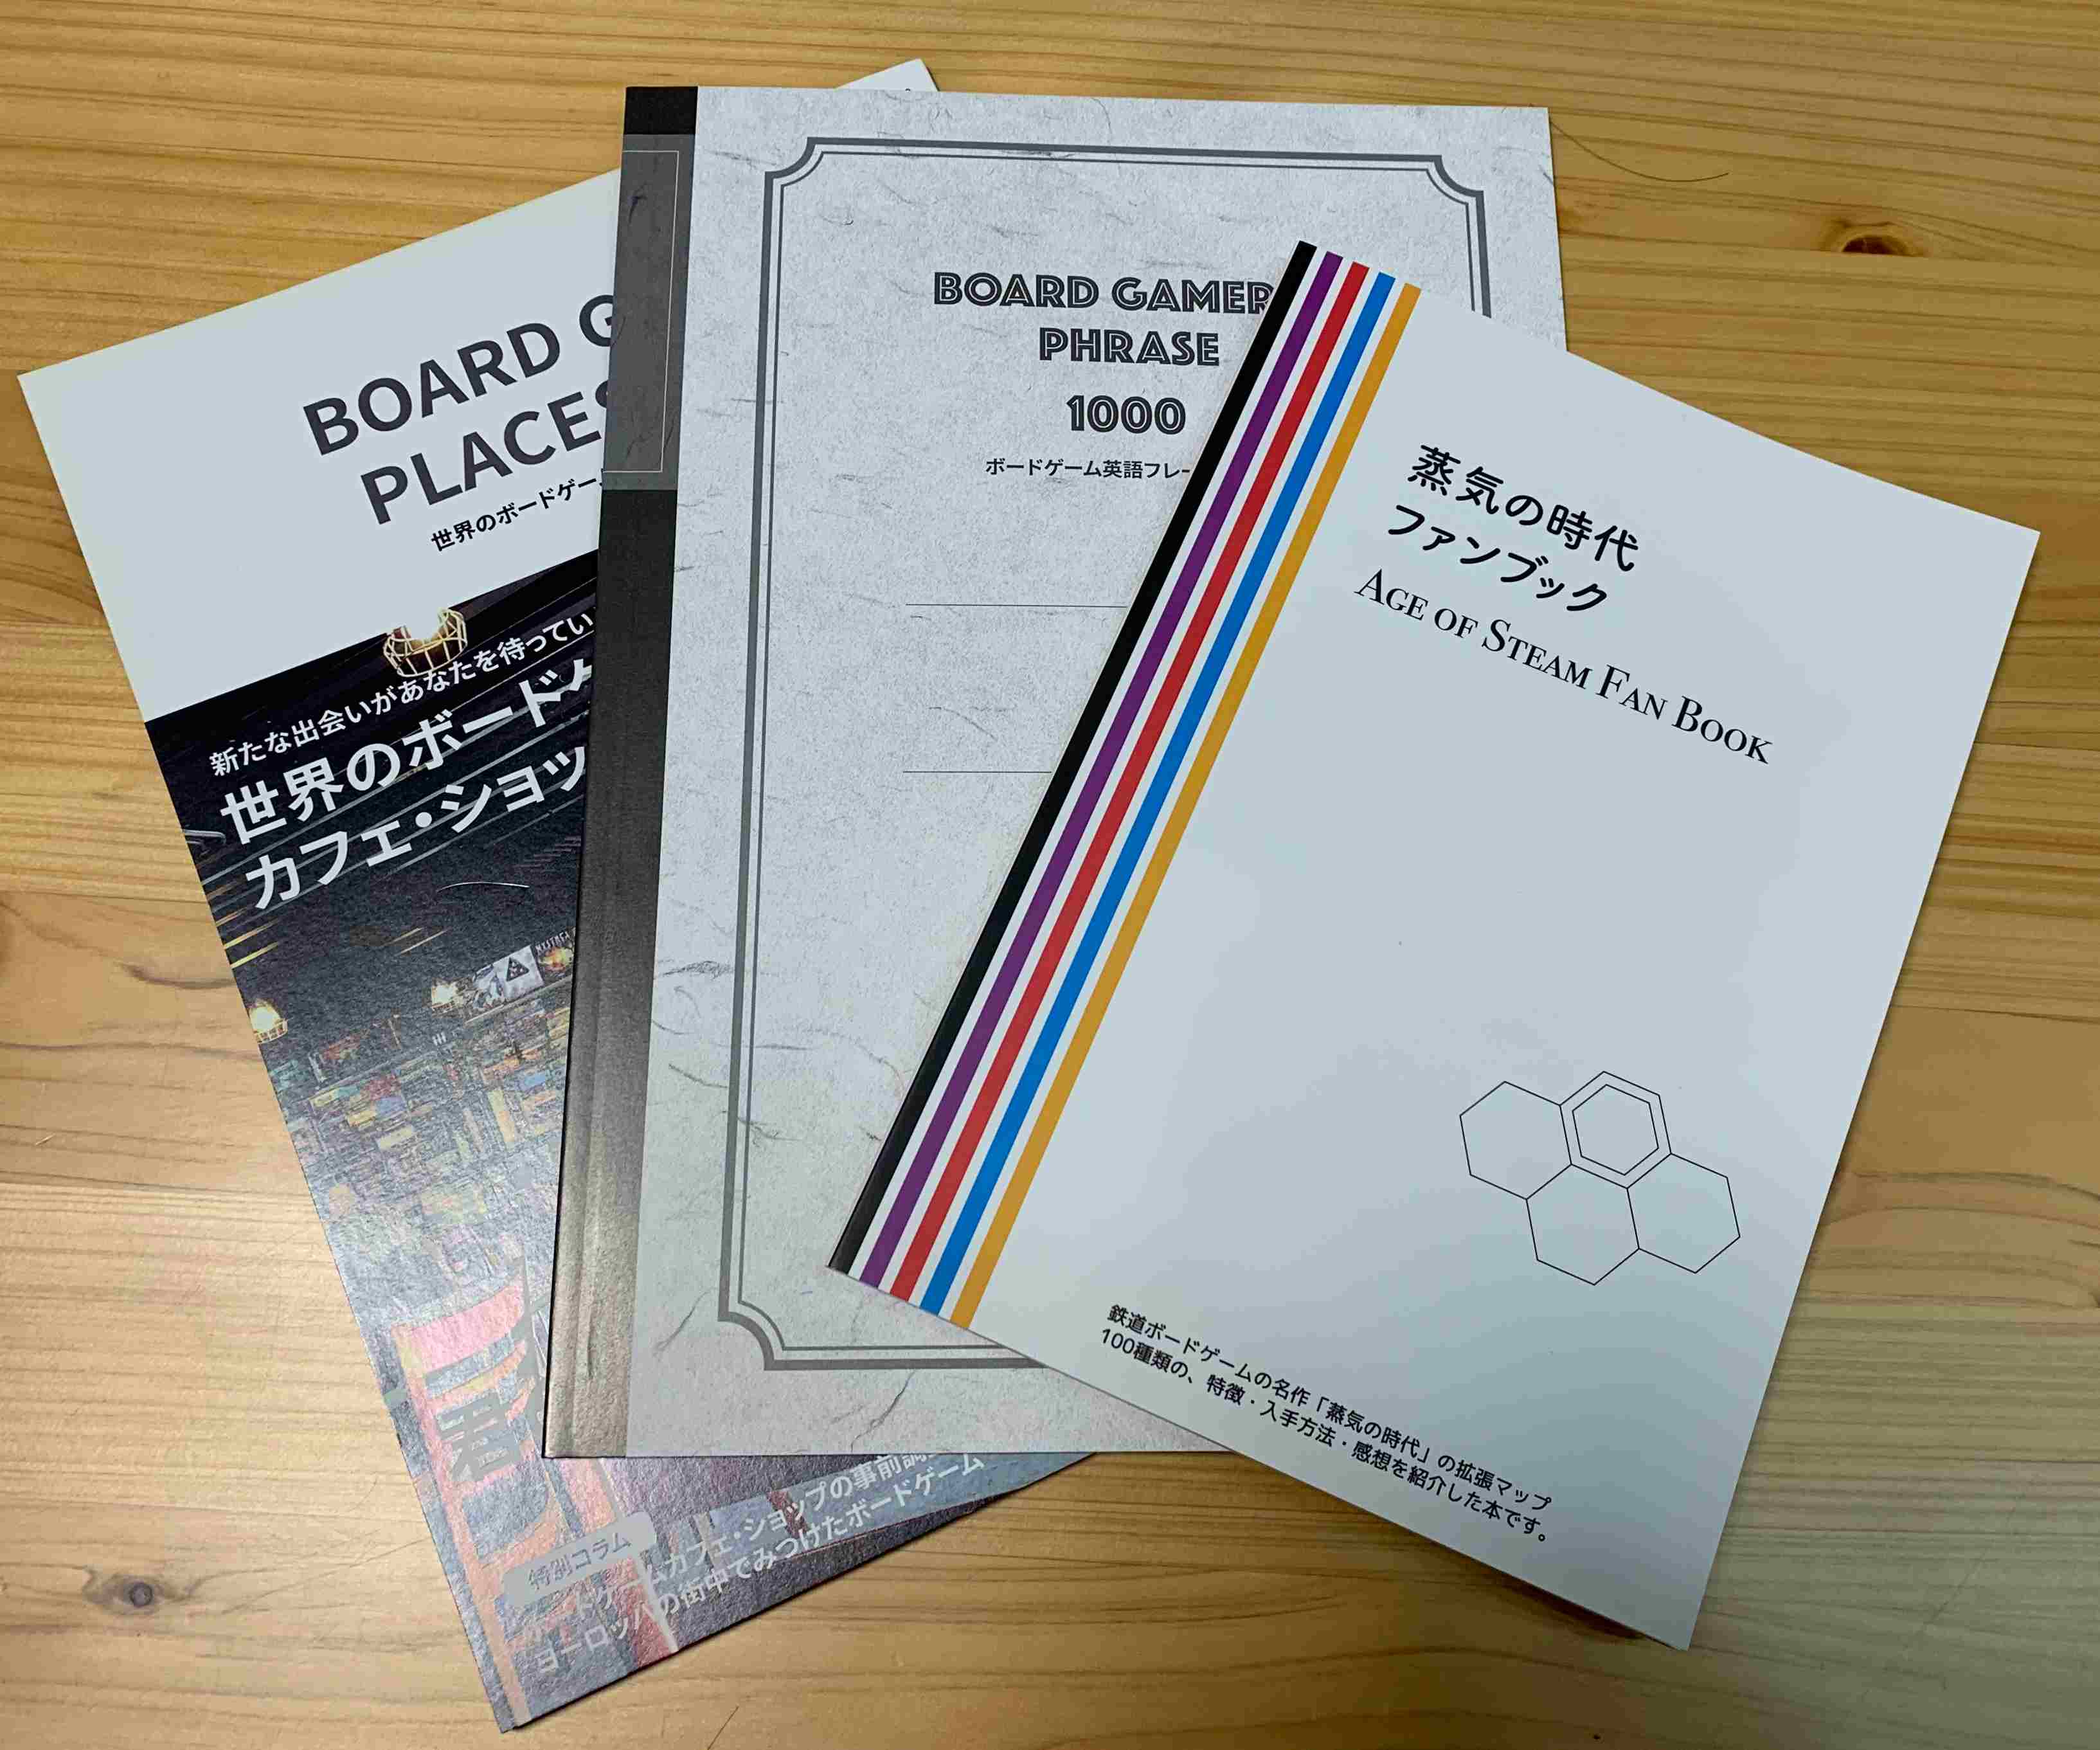 BOARD G
PLACES
世界のボードゲー
新たな出会いがあなたを待ってい
世界のボードゲ
カフェ・ショッ
特別コラム
ボードゲームカフェ・ショップの事前調
ヨーロッパの街中でみつけたボードゲーム
BOARD GAMER
PHRASE
1000
ボードゲーム英語フレー
蒸気の時代
ファンブック
AGE OF STEAM FAN BOOK
鉄道ボードゲームの名作「蒸気の時代」の拡張マップ
100種類の、特徴・入手方法・感想を紹介した本です。